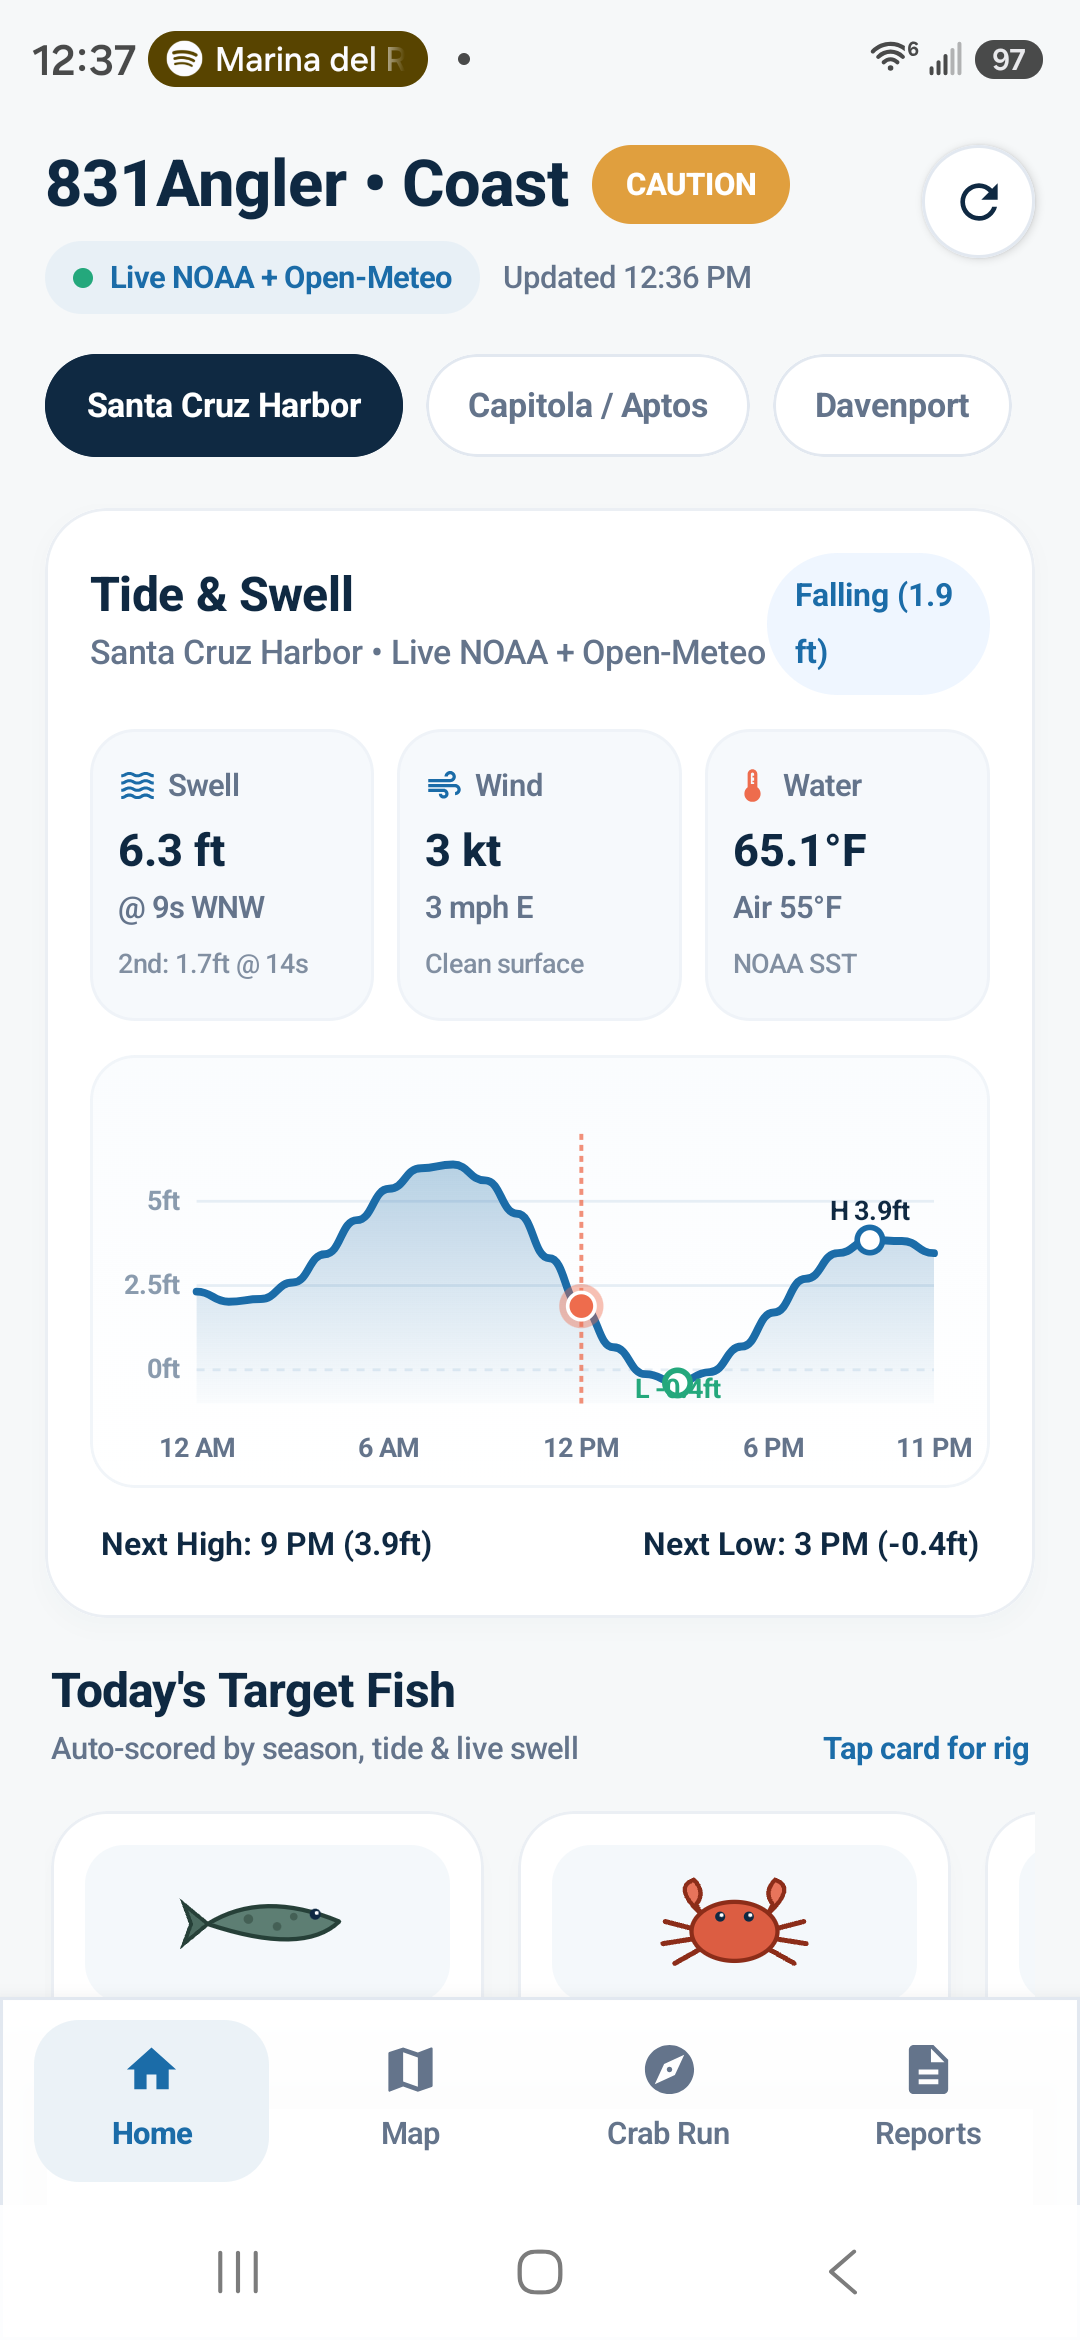 12:37 Marina del R 6 97
831Angler • Coast CAUTION
Live NOAA + Open-Meteo Updated 12:36 PM
Santa Cruz Harbor Capitola / Aptos Davenport
Tide & Swell
Santa Cruz Harbor • Live NOAA + Open-Meteo
Falling (1.9
ft)
Swell
6.3 ft
@ 9s WNW
2nd: 1.7ft @ 14s
Wind
3 kt
3 mph E
Clean surface
Water
65.1°F
Air 55°F
NOAA SST
5ft
2.5ft
0ft
H 3.9ft
L -0.4ft
12 AM 6 AM 12 PM 6 PM 11 PM
Next High: 9 PM (3.9ft) Next Low: 3 PM (-0.4ft)
Today's Target Fish
Auto-scored by season, tide & live swell Tap card for rig
Home Map Crab Run Reports